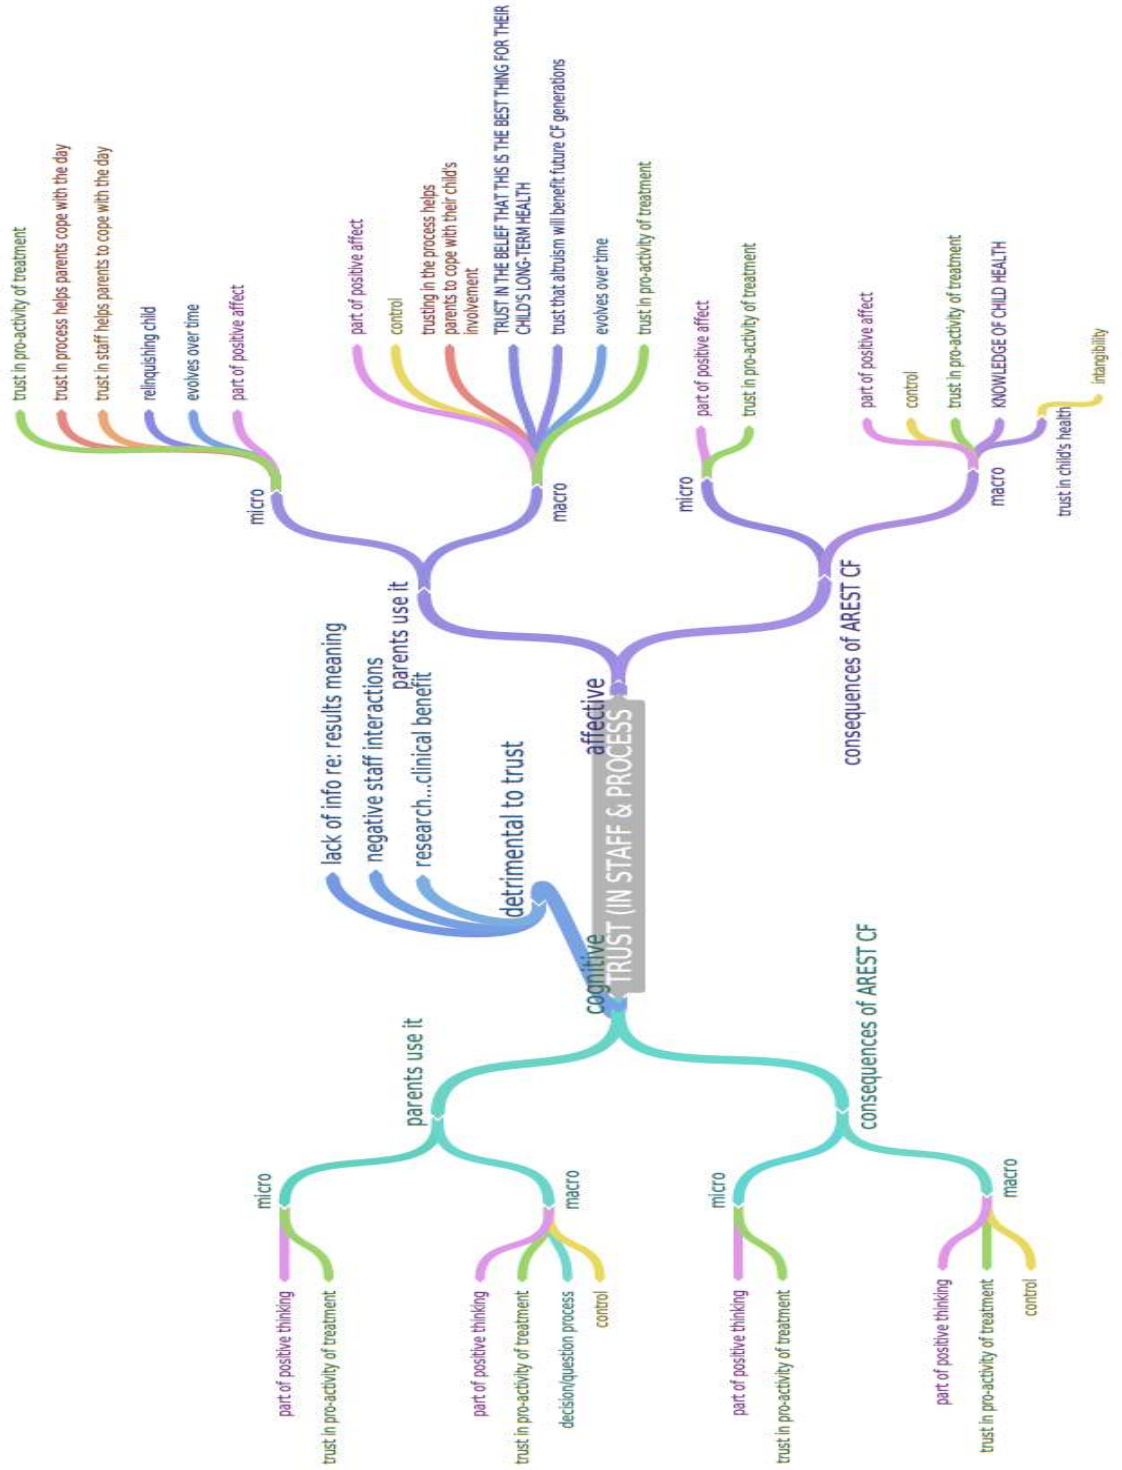 TRUST (IN STAFF & PROCESS
affective
parents use it
micro
trust in pro-activity of treatment
trust in process helps parents cope with the day
trust in staff helps parents to cope with the day
relinquishing child
evolves over time
part of positive affect
macro
part of positive affect
control
trusting in the process helps
parents to cope with their child's
involvement
TRUST IN THE BELIEF THAT THIS IS THE BEST THING FOR THEIR
CHILD'S LONG-TERM HEALTH
trust that altruism will benefit future CF generations
evolves over time
trust in pro-activity of treatment
consequences of AREST CF
micro
part of positive affect
trust in pro-activity of treatment
macro
part of positive affect
control
trust in pro-activity of treatment
KNOWLEDGE OF CHILD HEALTH
trust in child's health
intangibility
detrimental to trust
lack of info re: results meaning
negative staff interactions
research...clinical benefit
cognitive
parents use it
micro
part of positive thinking
trust in pro-activity of treatment
macro
part of positive thinking
trust in pro-activity of treatment
decision/question process
control
consequences of AREST CF
micro
part of positive thinking
trust in pro-activity of treatment
macro
part of positive thinking
trust in pro-activity of treatment
control